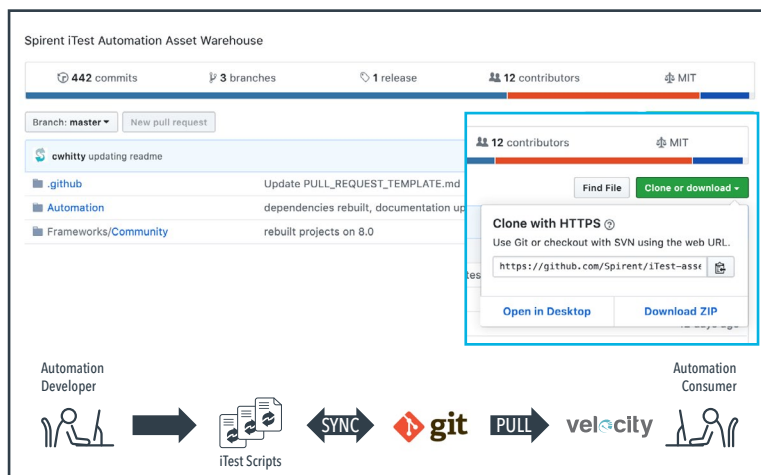 Spirent iTest Automation Asset Warehouse
442 commits
3 branches
1 release
12 contributors
MIT
Branch: master
New pull request
cwhitty updating readme
.github
Update PULL_REQUEST_TEMPLATE.md
Automation
dependencies rebuilt, documentation up
Frameworks/Community
rebuilt projects on 8.0
12 contributors
MIT
Find File
Clone or download
Clone with HTTPS
Use Git or checkout with SVN using the web URL.
https://github.com/Spirent/iTest-asse
Open in Desktop
Download ZIP
Automation
Developer
iTest Scripts
SYNC
git
PULL
velocity
Automation
Consumer